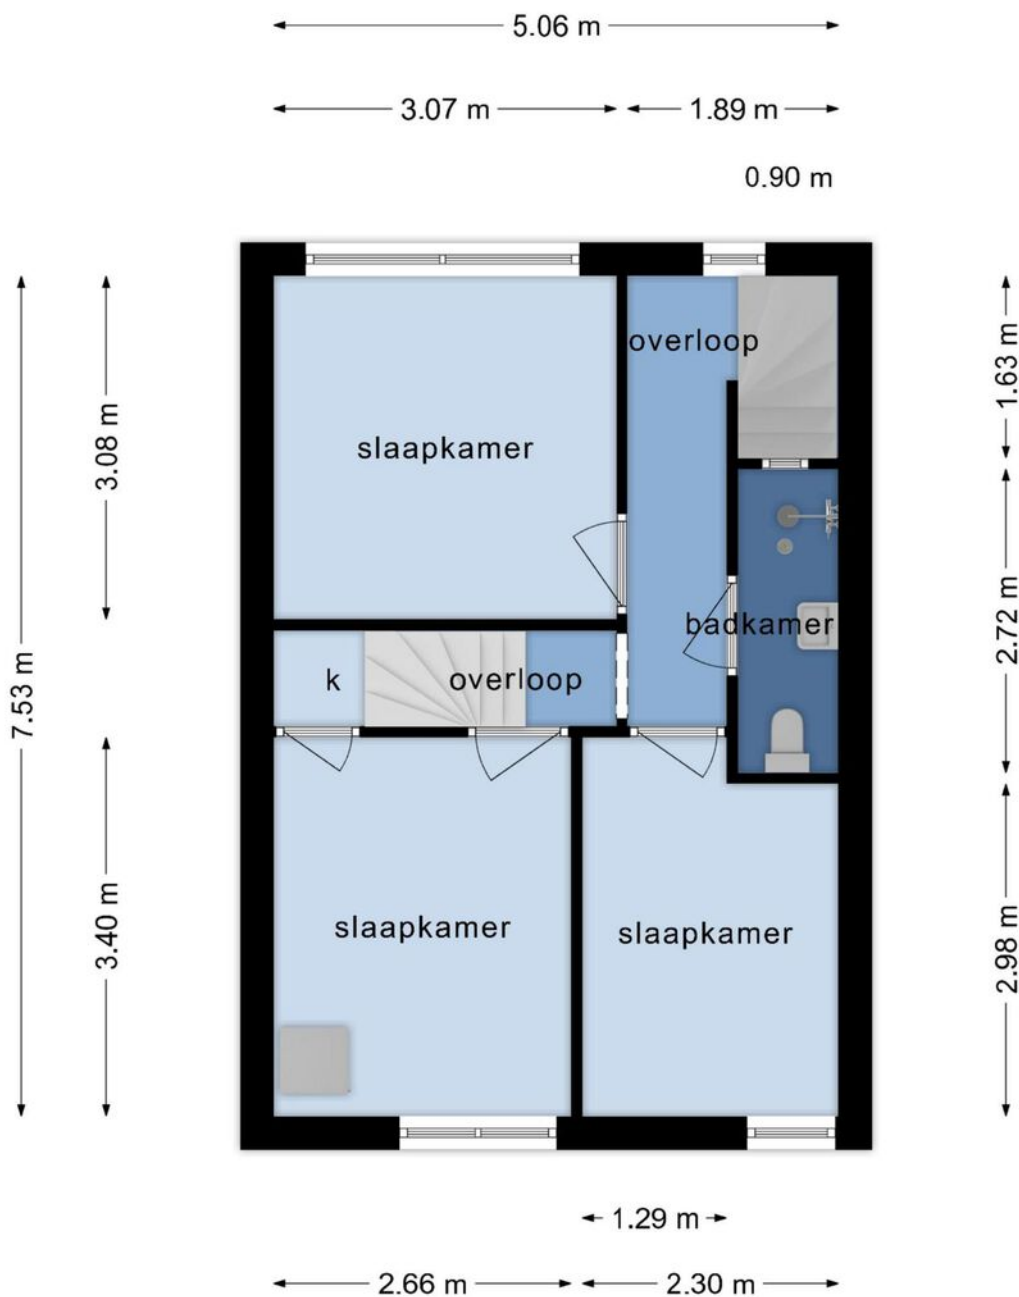 5.06 m
3.07 m
1.89 m
0.90 m
overloop
1.63 m
3.08 m
slaapkamer
badkamer
2.72 m
k
overloop
7.53 m
3.40 m
slaapkamer
slaapkamer
2.98 m
1.29 m
2.66 m
2.30 m